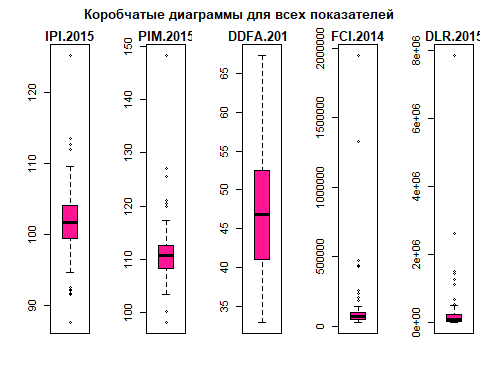 Коробчатые диаграммы для всех показателей
IPI.2015 PIM.2015 DDFA.201 FCI.2014 DLR.2015
90 100 110 120
100 110 120 130 140 150
35 40 45 50 55 60 65
0 500000 1000000 1500000 2000000
0e+00 2e+06 4e+06 6e+06 8e+06